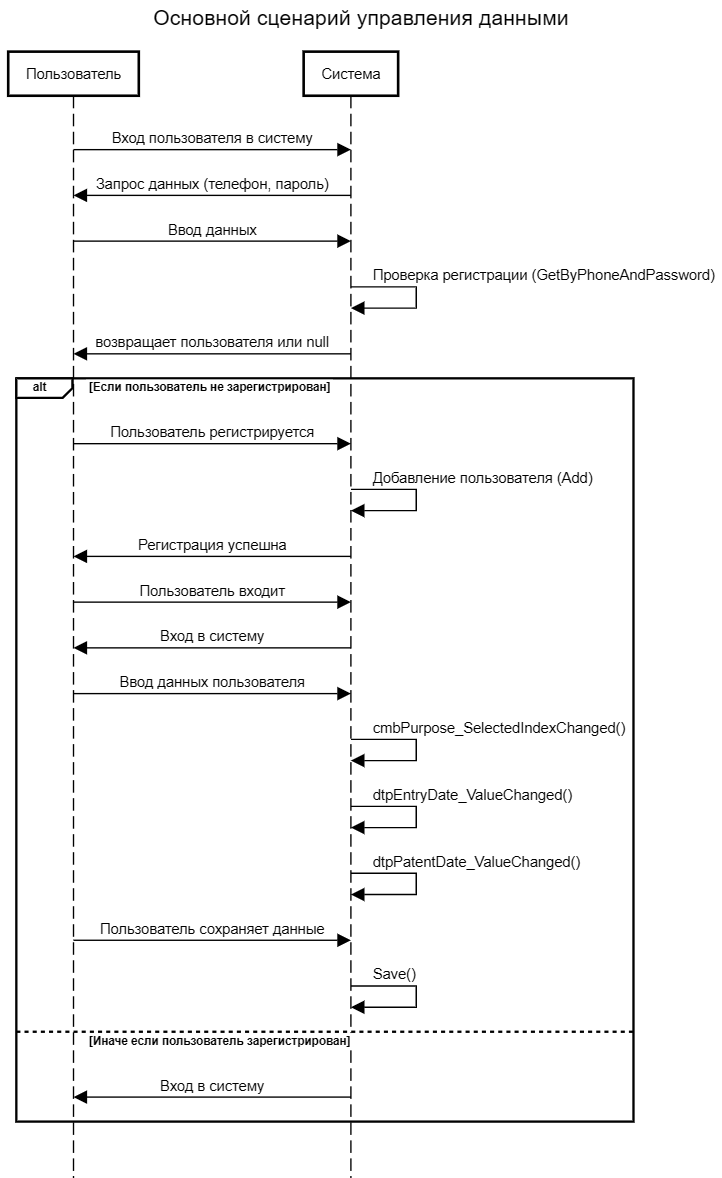 Основной сценарий управления данными
Пользователь
Система
Вход пользователя в систему
Запрос данных (телефон, пароль)
Ввод данных
Проверка регистрации (GetByPhoneAndPassword)
возвращает пользователя или null
alt
[Если пользователь не зарегистрирован]
Пользователь регистрируется
Добавление пользователя (Add)
Регистрация успешна
Пользователь входит
Вход в систему
Ввод данных пользователя
cmbPurpose_SelectedIndexChanged()
dtpEntryDate_ValueChanged()
dtpPatentDate_ValueChanged()
Пользователь сохраняет данные
Save()
[Иначе если пользователь зарегистрирован]
Вход в систему